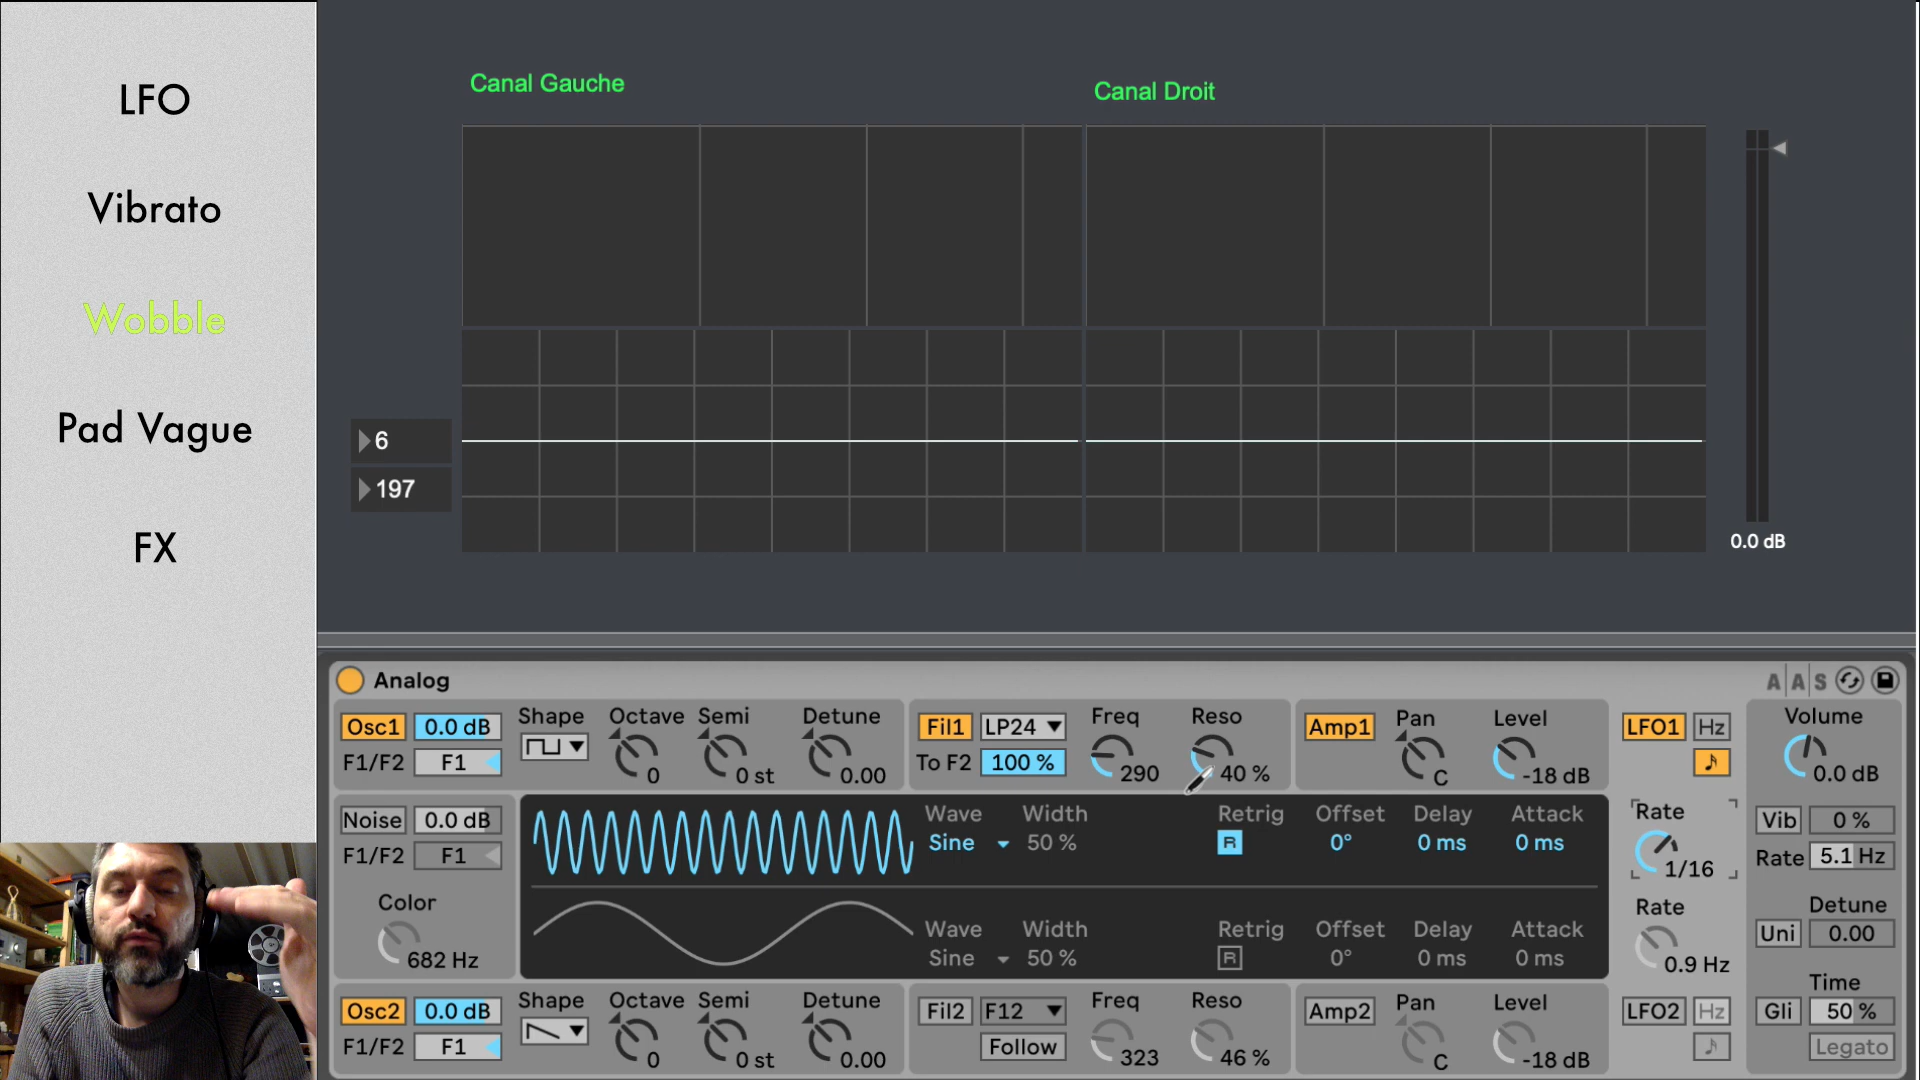 LFO
Vibrato
Wobble
Pad Vague
FX
Canal Gauche
Canal Droit
6
197
0.0 dB
Analog
A A S
Osc1 0.0 dB Shape Octave Semi Detune
F1/F2 F1 0 0 st 0.00
Fil1 LP24 Freq Reso
To F2 100 % 290 40 %
Amp1 Pan Level
C -18 dB
LFO1 Hz
Volume
0.0 dB
Noise 0.0 dB
F1/F2 F1
Color
682 Hz
Wave Width Retrig Offset Delay Attack
Sine 50 % R 0° 0 ms 0 ms
Wave Width Retrig Offset Delay Attack
Sine 50 % R 0° 0 ms 0 ms
Rate
1/16
Rate
0.9 Hz
Vib 0 %
Rate 5.1 Hz
Detune
Uni 0.00
Time
Gli 50 %
Legato
Osc2 0.0 dB Shape Octave Semi Detune
F1/F2 F1 0 0 st 0.00
Fil2 F12 Freq Reso
Follow 323 46 %
Amp2 Pan Level
C -18 dB
LFO2 Hz